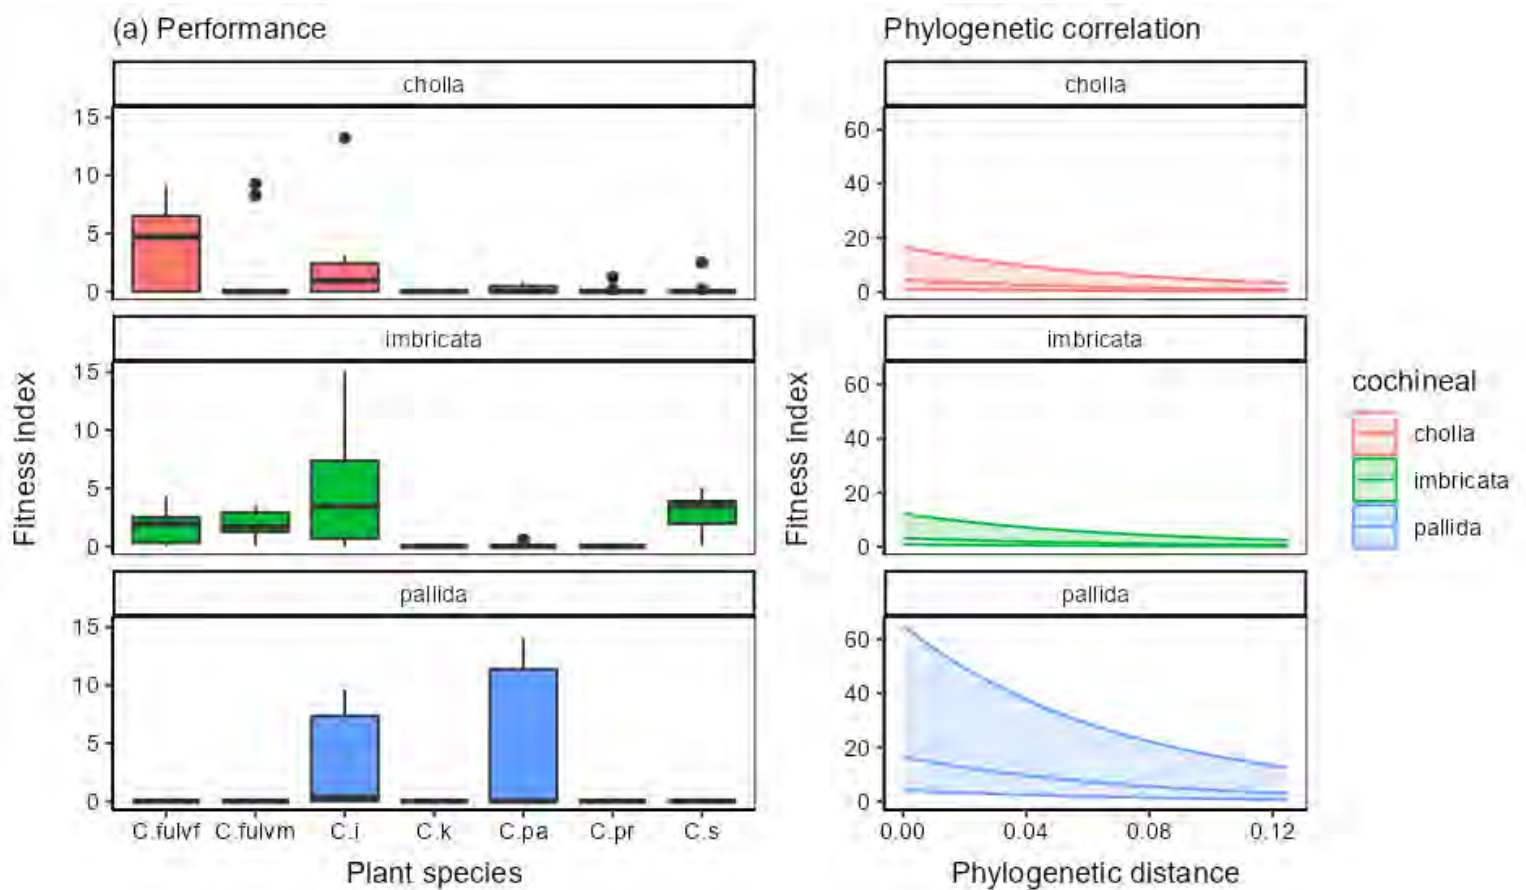 (a) Performance
Phylogenetic correlation
cholla
cholla
15
10
5
0
60
40
20
0
imbricata
imbricata
15
10
5
0
60
40
20
0
pallida
pallida
15
10
5
0
60
40
20
0
Fitness index
Fitness index
C.fulvf C.fulvm C.i C.k C.pa C.pr C.s
0.00 0.04 0.08 0.12
Plant species
Phylogenetic distance
cochineal
cholla
imbricata
pallida